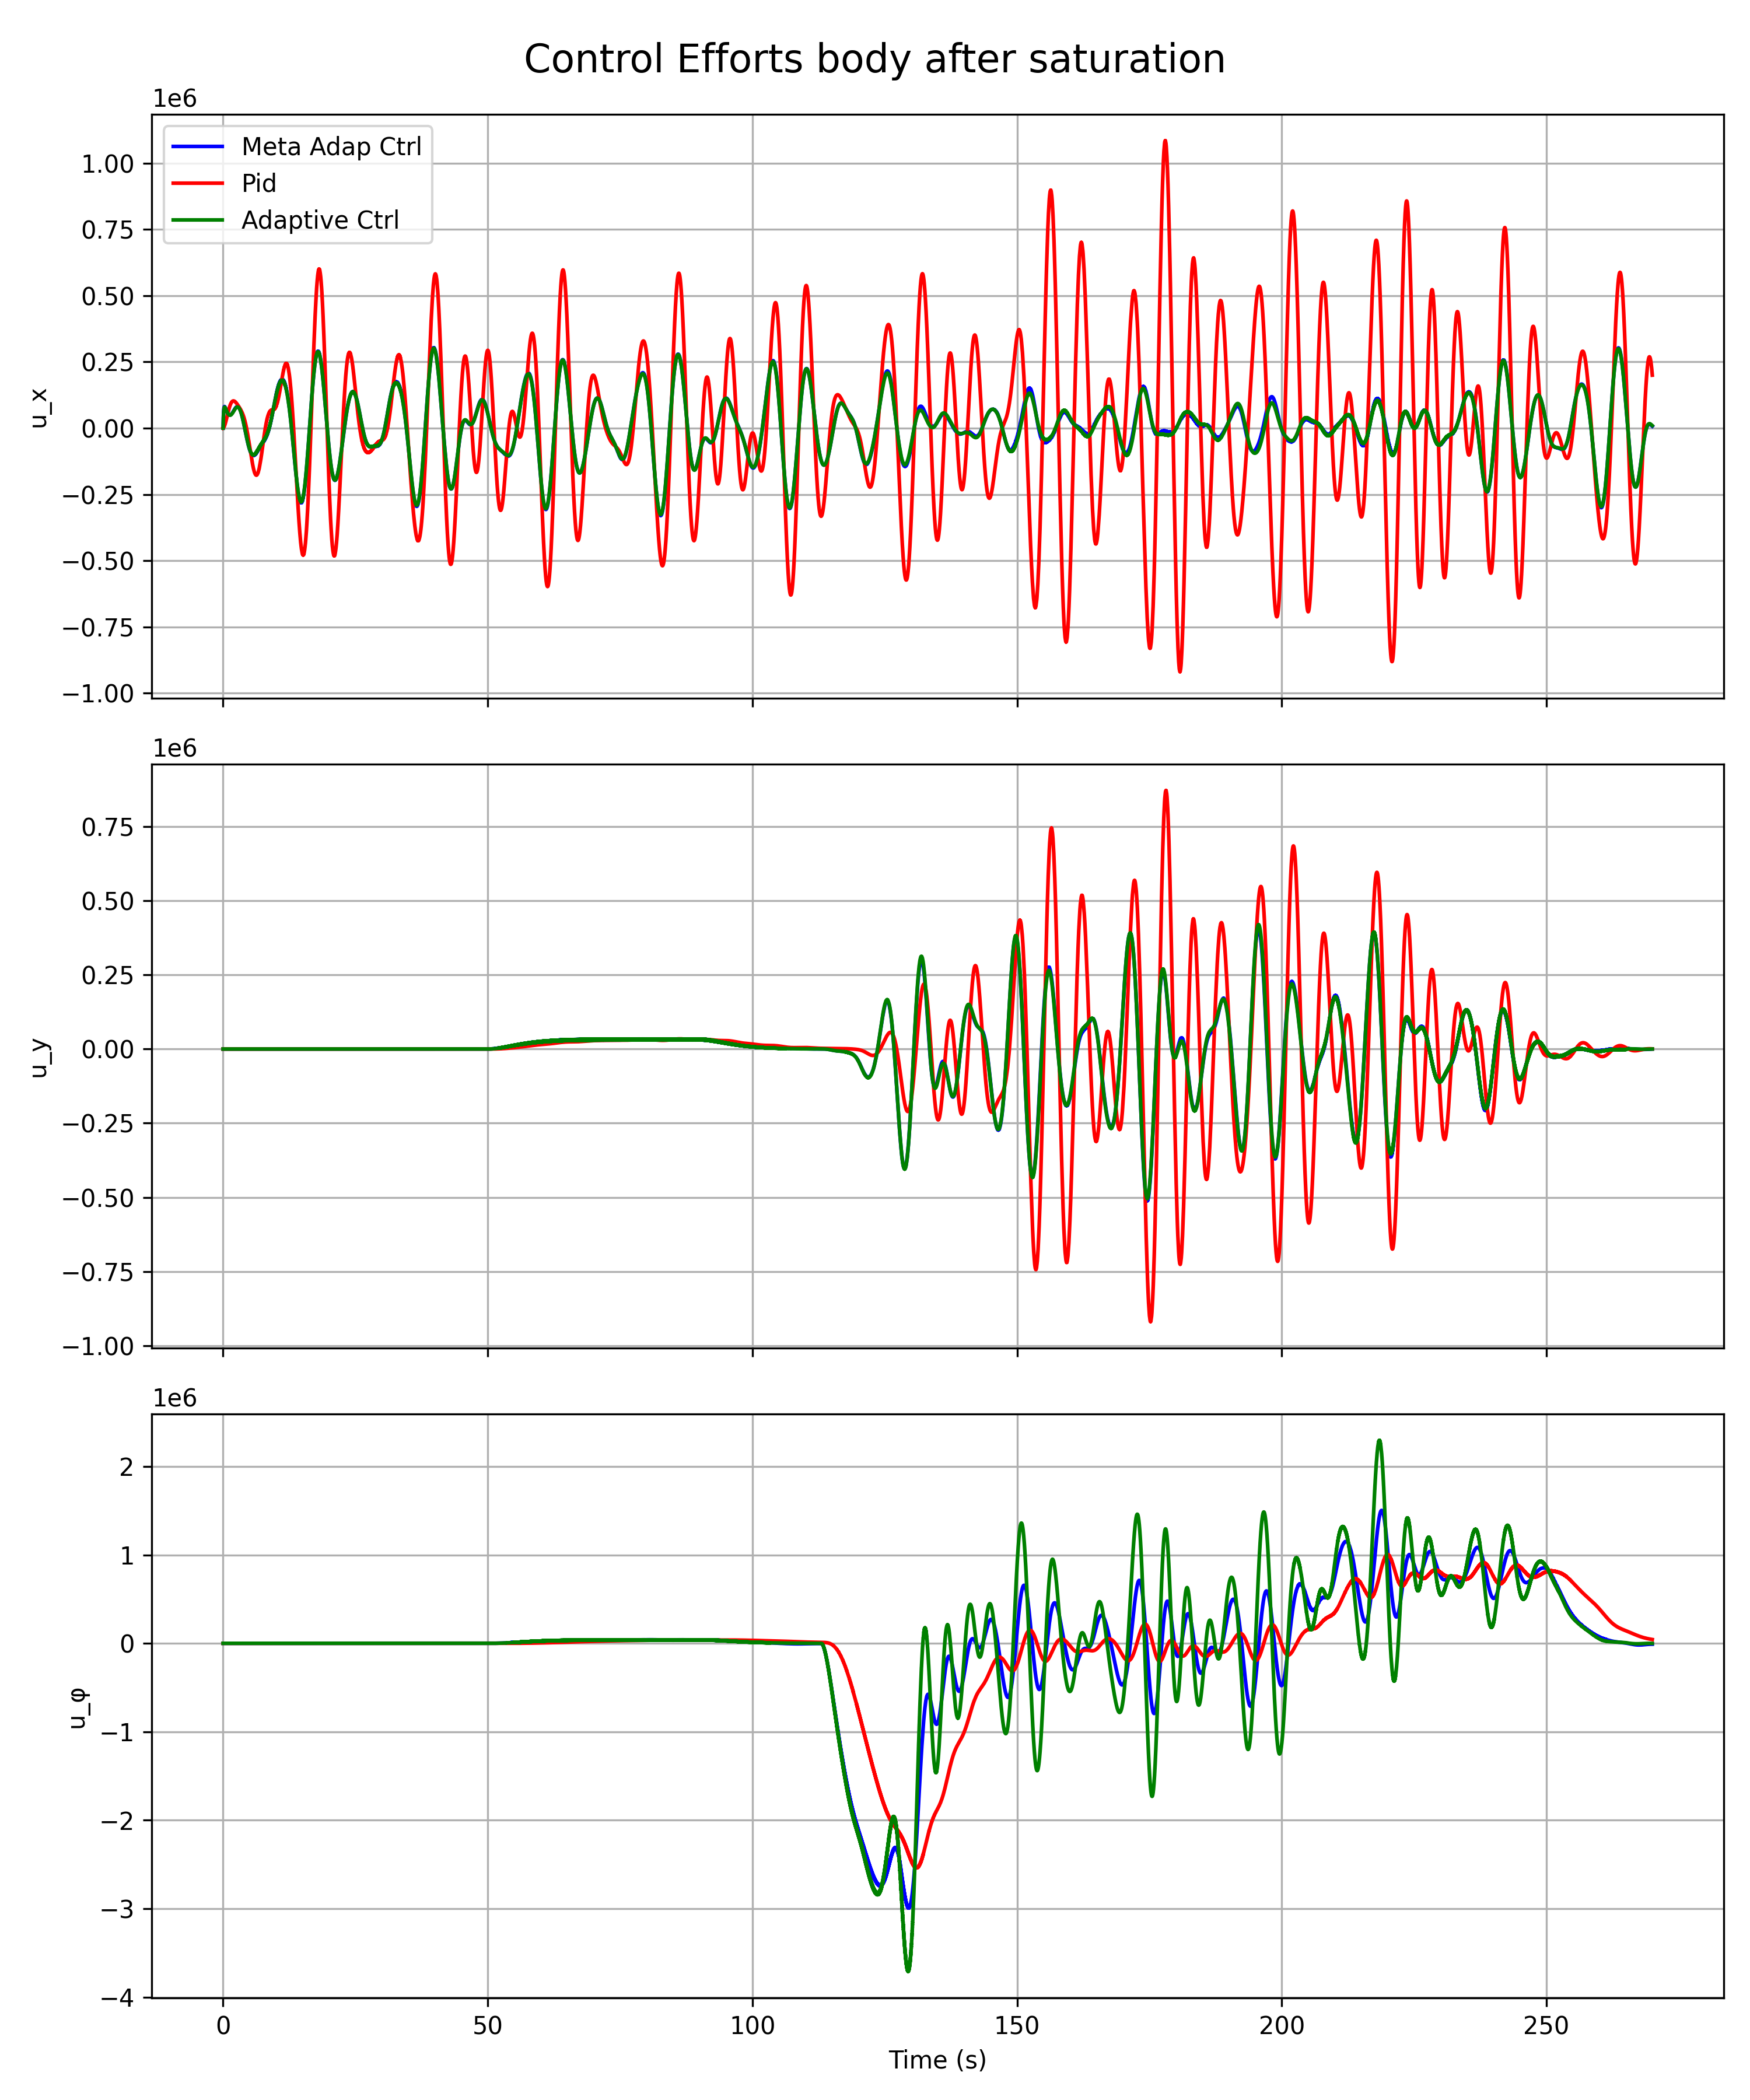 Control Efforts body after saturation
1e6
Meta Adap Ctrl
Pid
Adaptive Ctrl
1.00
0.75
0.50
0.25
0.00
−0.25
−0.50
−0.75
−1.00
u_x
1e6
0.75
0.50
0.25
0.00
−0.25
−0.50
−0.75
−1.00
u_y
1e6
2
1
0
−1
−2
−3
−4
u_φ
0 50 100 150 200 250
Time (s)